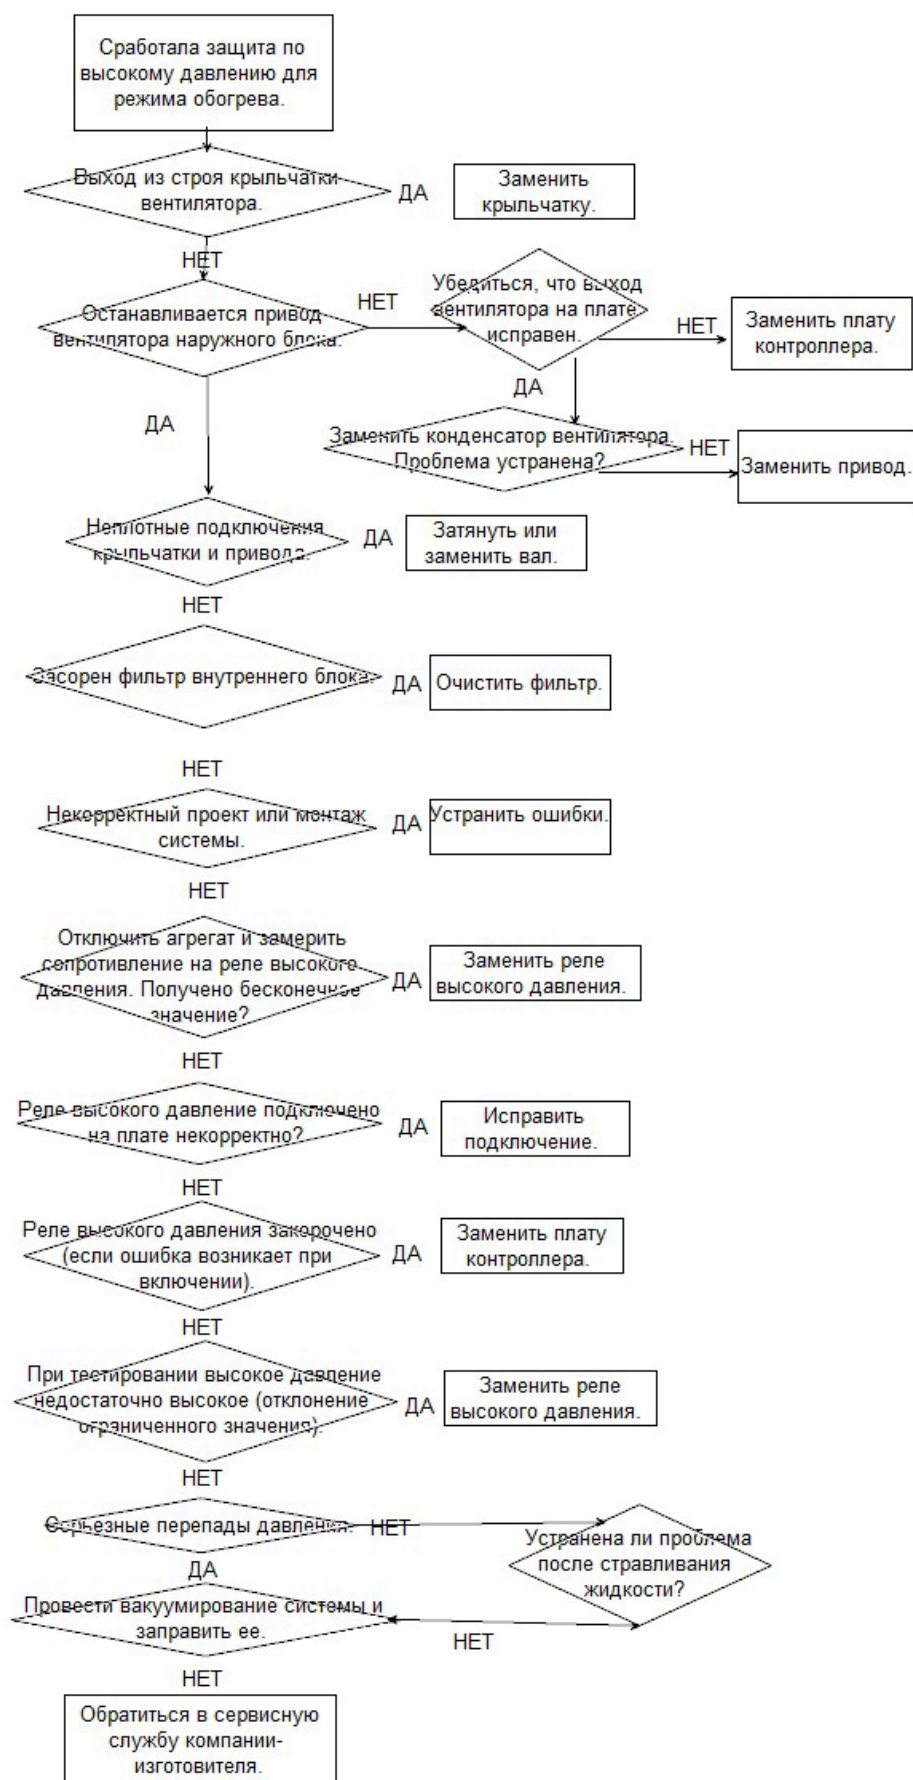 Сработала защита по
высокому давлению для
режима обогрева.
Выход из строя крыльчатки
вентилятора.
ДА
Заменить
крыльчатку.
НЕТ
Останавливается привод
вентилятора наружного блока.
НЕТ
Убедиться, что выход
вентилятора на плате
исправен.
НЕТ
Заменить плату
контроллера.
ДА
Заменить конденсатор вентилятора.
Проблема устранена?
НЕТ
Заменить привод.
ДА
Неплотные подключения
крыльчатки и привода.
ДА
Затянуть или
заменить вал.
НЕТ
Засорен фильтр внутреннего блока.
ДА
Очистить фильтр.
НЕТ
Некорректный проект или монтаж
системы.
ДА
Устранить ошибки.
НЕТ
Отключить агрегат и замерить
сопротивление на реле высокого
давления. Получено бесконечное
значение?
ДА
Заменить реле
высокого давления.
НЕТ
Реле высокого давление подключено
на плате некорректно?
ДА
Исправить
подключение.
НЕТ
Реле высокого давления закорочено
(если ошибка возникает при
включении).
ДА
Заменить плату
контроллера.
НЕТ
При тестировании высокое давление
недостаточно высокое (отклонение
ограниченного значения).
ДА
Заменить реле
высокого давления.
НЕТ
Серьезные перепады давления.
НЕТ
Устранена ли проблема
после стравливания
жидкости?
ДА
Провести вакуумирование системы и
заправить ее.
НЕТ
НЕТ
Обратиться в сервисную
службу компании-
изготовителя.